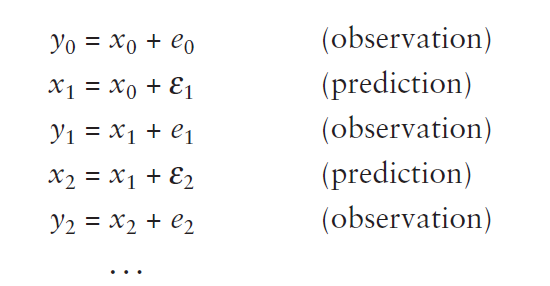 y₀ = x₀ + e₀ (observation)
x₁ = x₀ + ε₁ (prediction)
y₁ = x₁ + e₁ (observation)
x₂ = x₁ + ε₂ (prediction)
y₂ = x₂ + e₂ (observation)
...